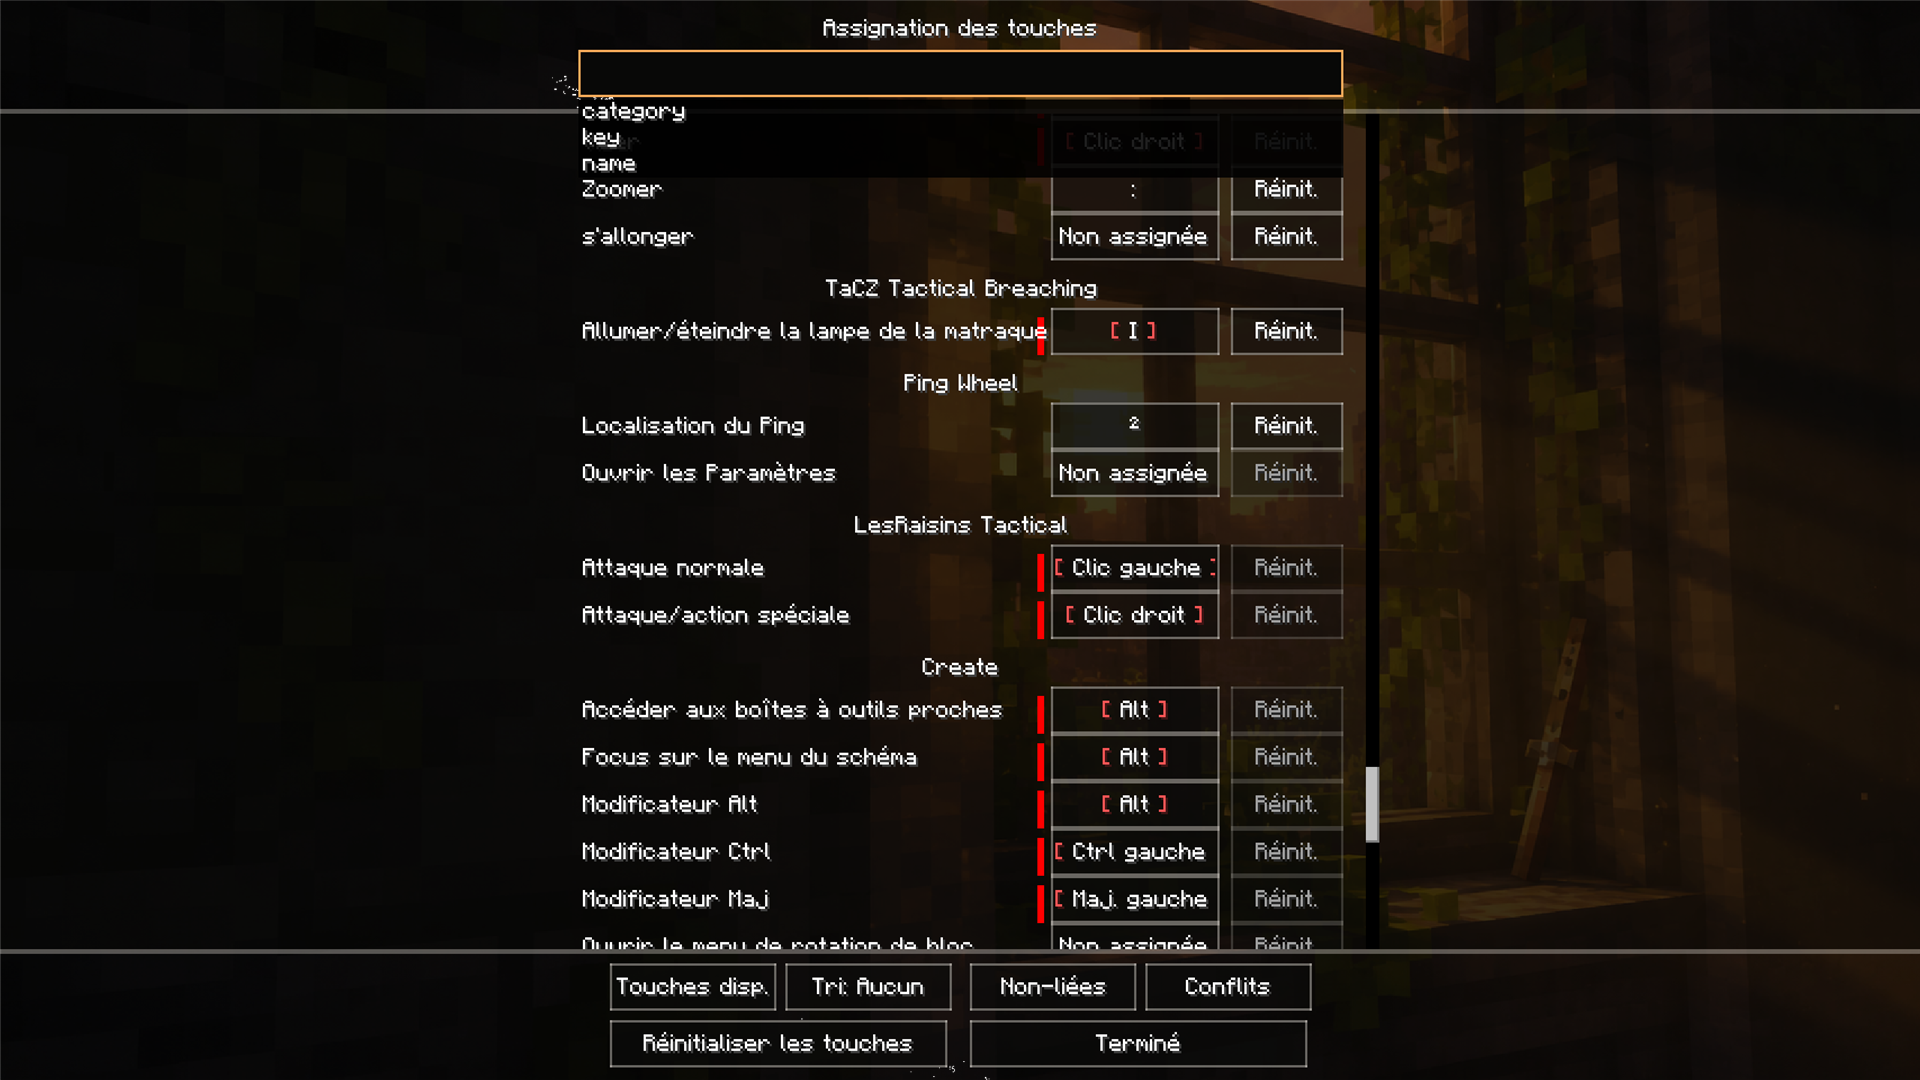 Assignation des touches
category
key
name
[ Clic droit ] Réinit.
Zoomer : Réinit.
s'allonger Non assignée Réinit.
TaCZ Tactical Breaching
Allumer/éteindre la lampe de la matraque [ I ] Réinit.
Ping Wheel
Localisation du Ping ² Réinit.
Ouvrir les Paramètres Non assignée Réinit.
LesRaisins Tactical
Attaque normale [ Clic gauche ] Réinit.
Attaque/action spéciale [ Clic droit ] Réinit.
Create
Accéder aux boîtes à outils proches [ Alt ] Réinit.
Focus sur le menu du schéma [ Alt ] Réinit.
Modificateur Alt [ Alt ] Réinit.
Modificateur Ctrl [ Ctrl gauche Réinit.
Modificateur Maj [ Maj. gauche Réinit.
Ouvrir le menu de rotation de bloc Non assignée Réinit.
Touches disp. Tri: Aucun Non-liées Conflits
Réinitialiser les touches Terminé